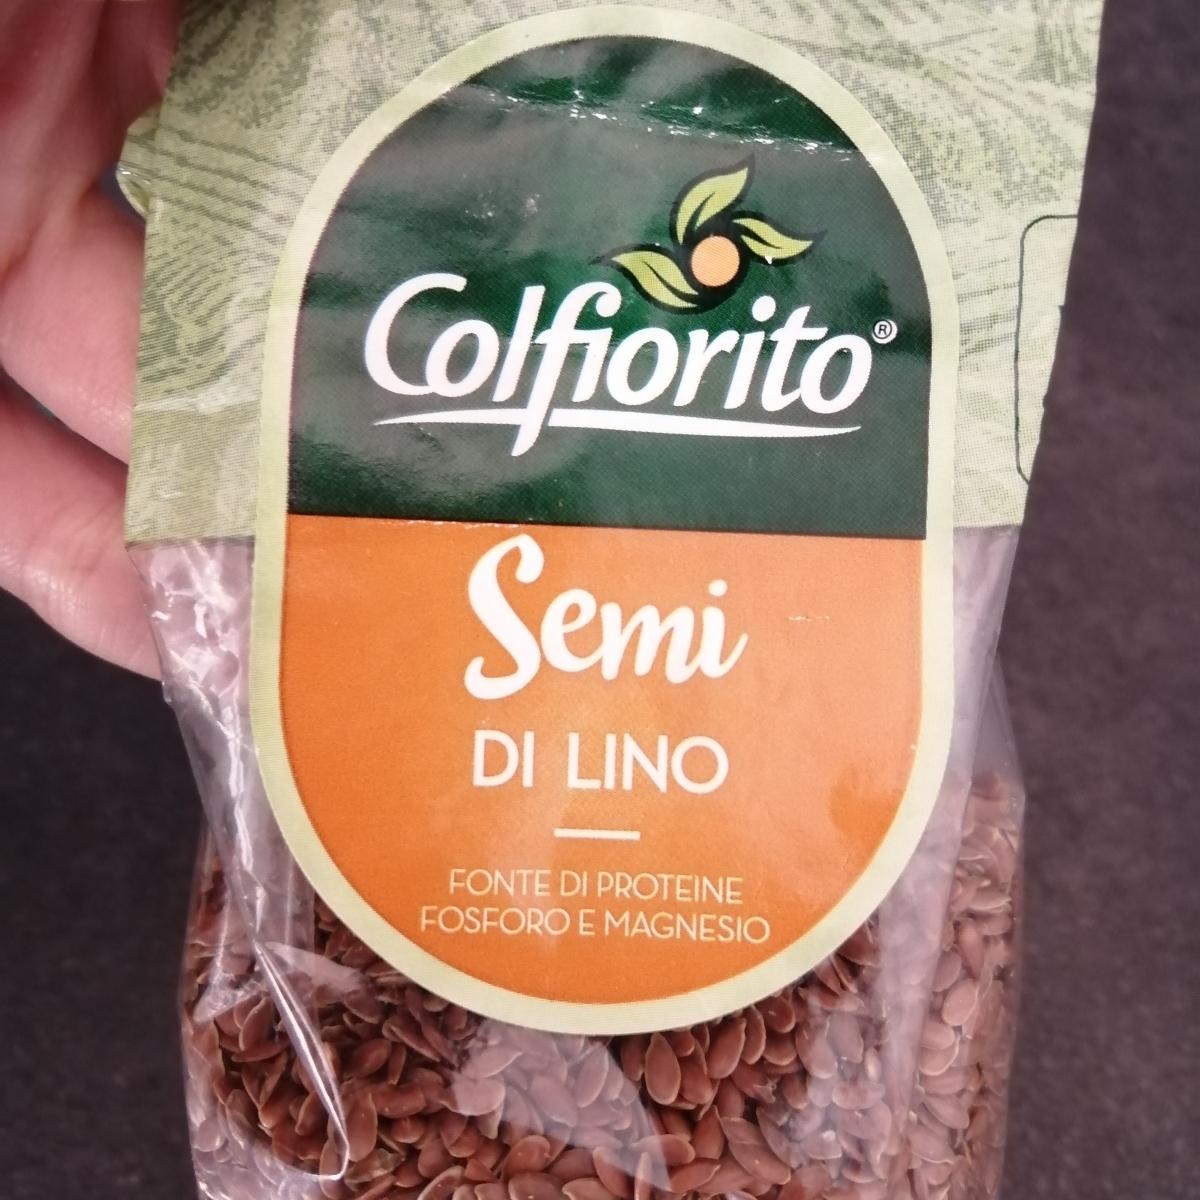 Colfiorito®
Semi
DI LINO
FONTE DI PROTEINE
FOSFORO E MAGNESIO